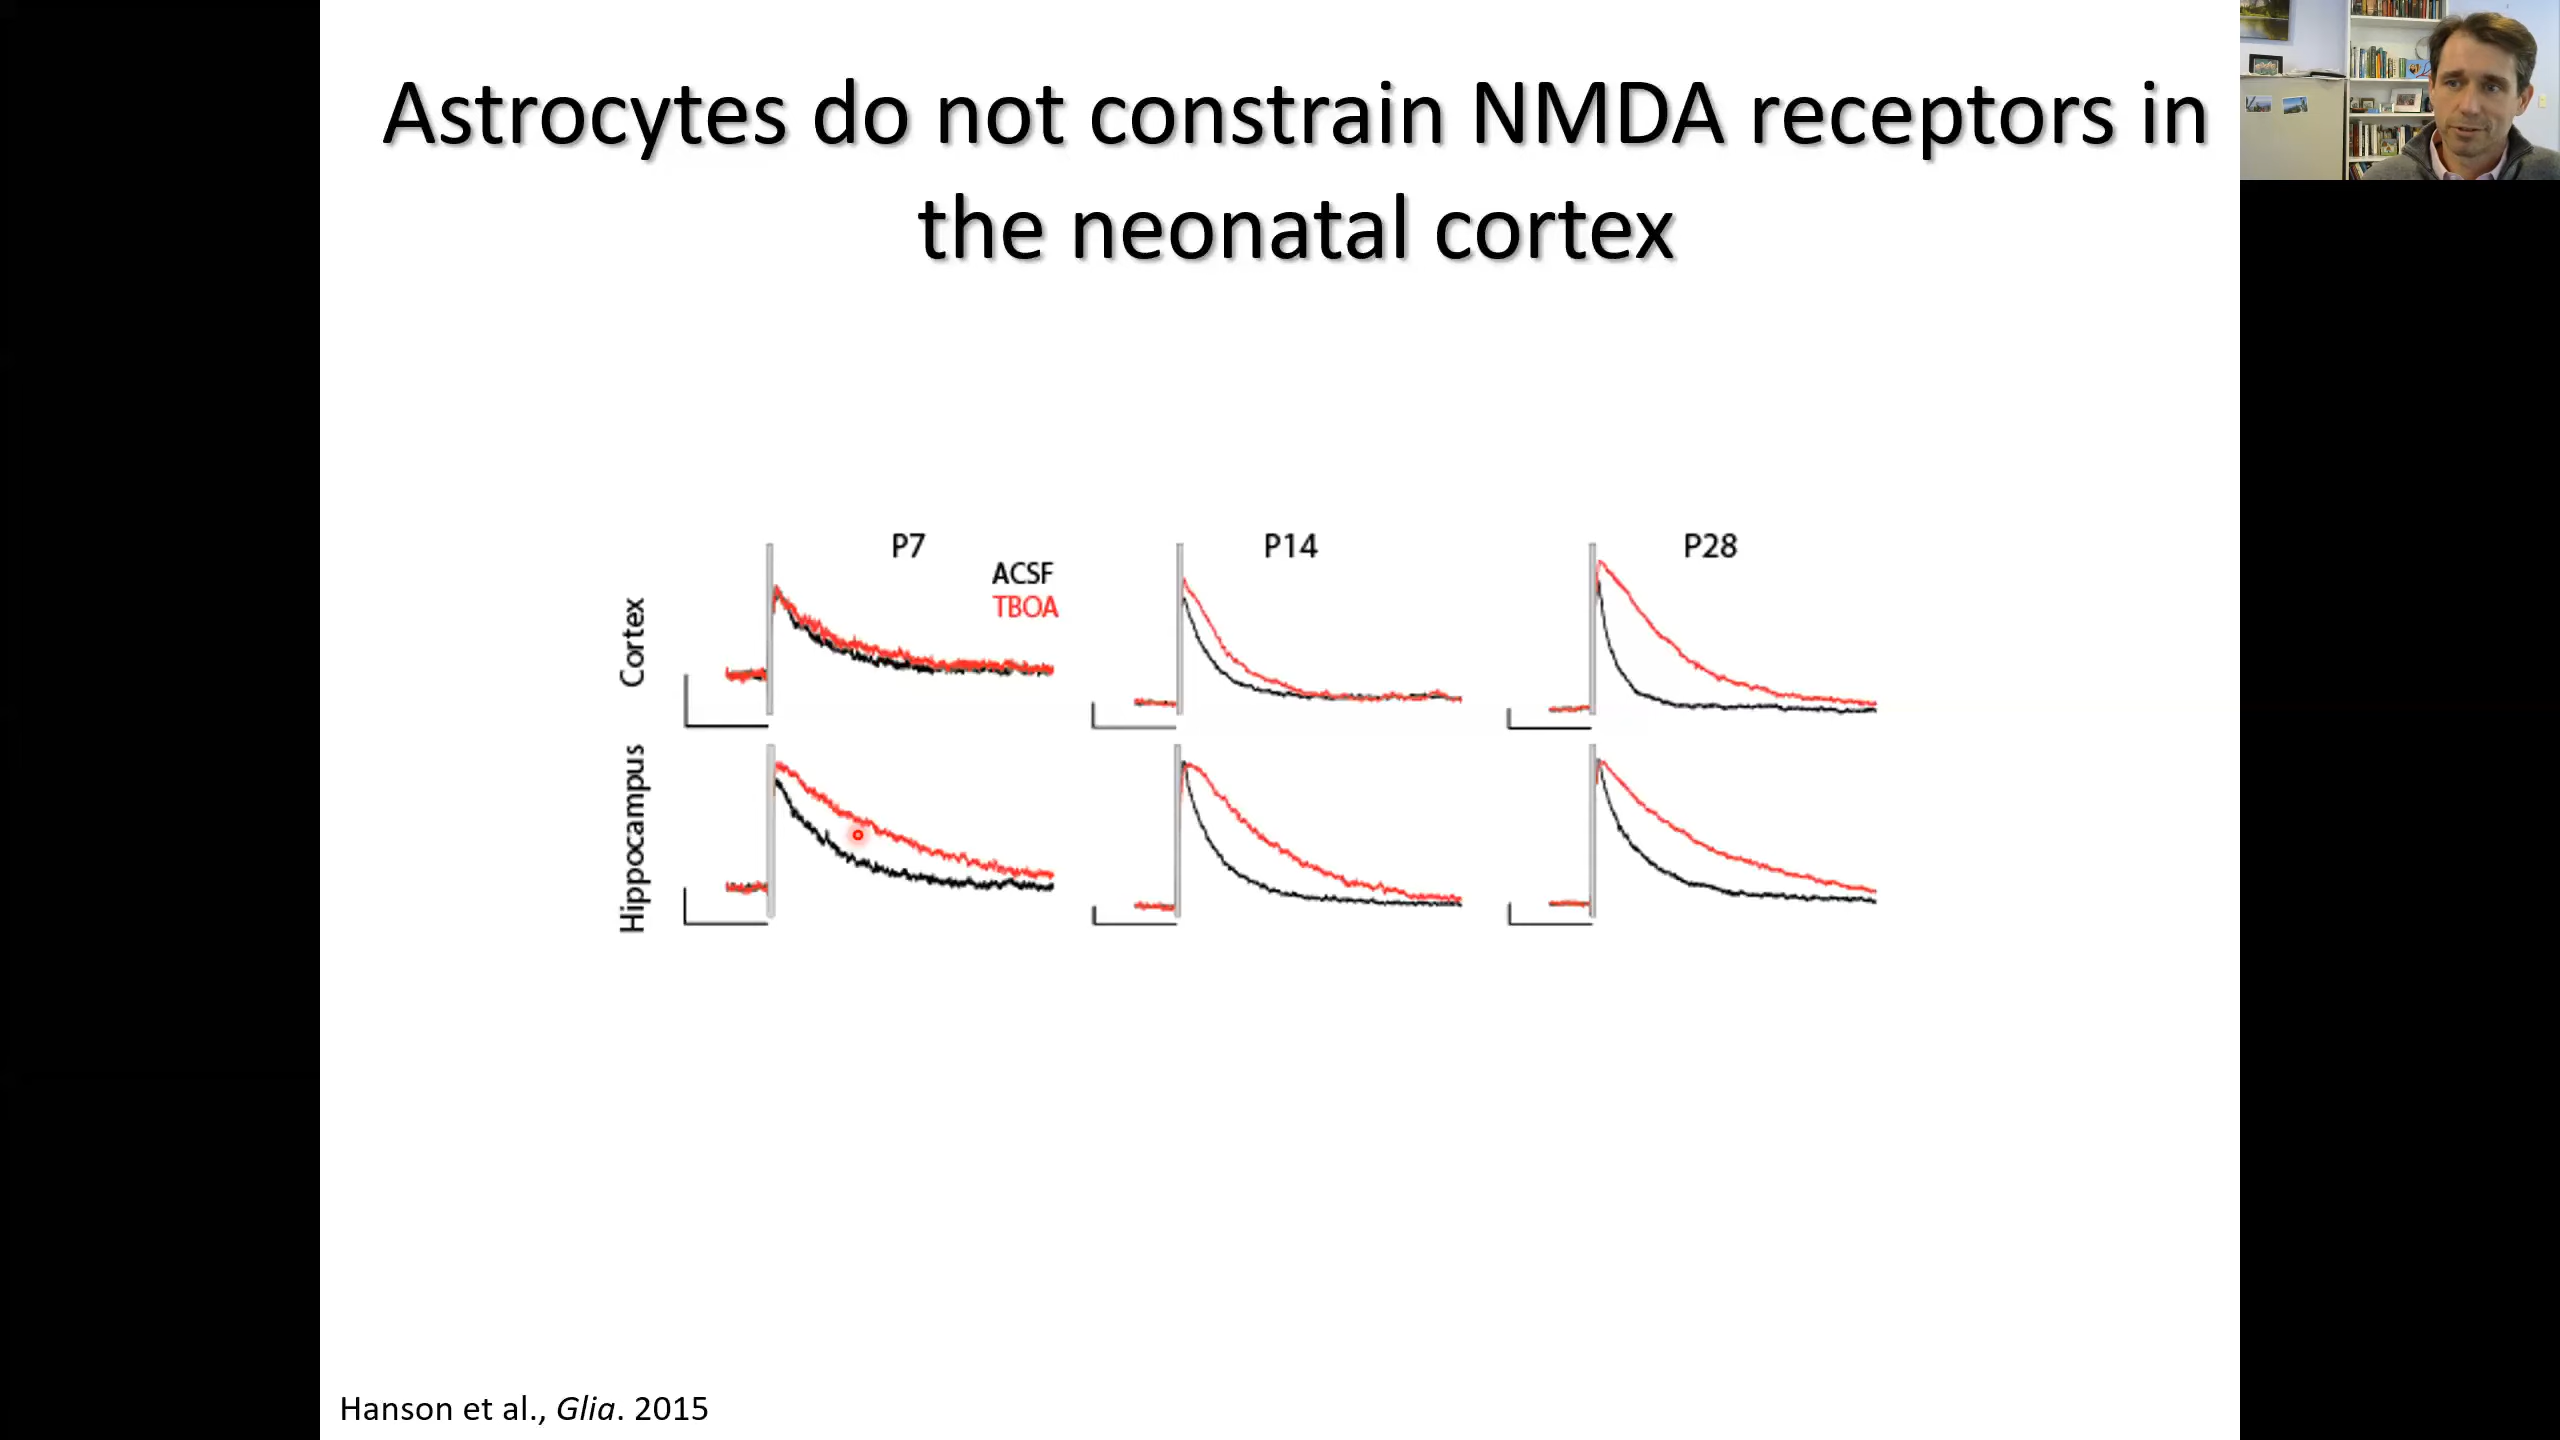 Astrocytes do not constrain NMDA receptors in
the neonatal cortex
P7
P14
P28
ACSF
TBOA
Cortex
Hippocampus
Hanson et al., Glia. 2015